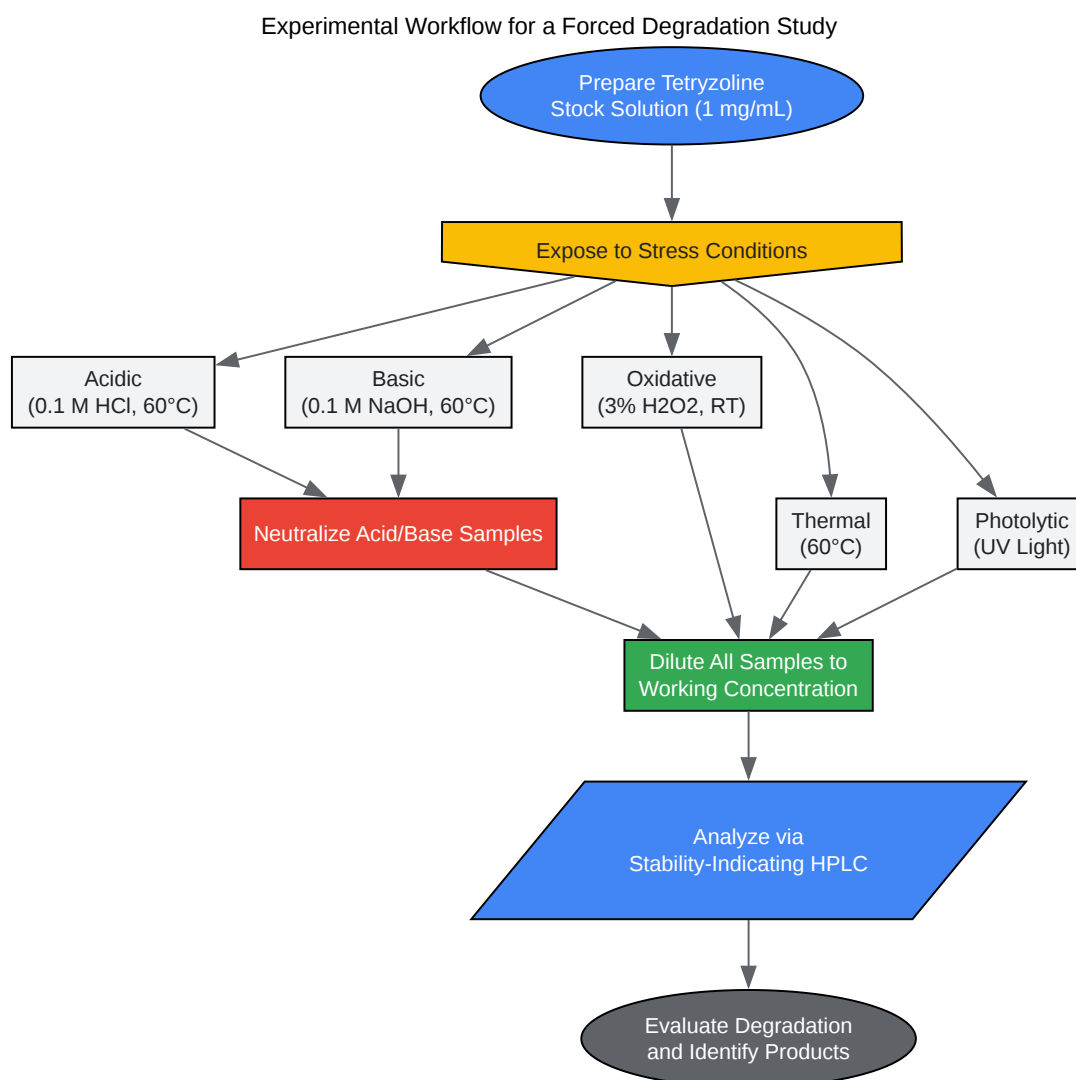 Experimental Workflow for a Forced Degradation Study
Prepare Tetryzoline
Stock Solution (1 mg/mL)
Expose to Stress Conditions
Acidic
(0.1 M HCl, 60°C)
Basic
(0.1 M NaOH, 60°C)
Oxidative
(3% H2O2, RT)
Thermal
(60°C)
Photolytic
(UV Light)
Neutralize Acid/Base Samples
Dilute All Samples to
Working Concentration
Analyze via
Stability-Indicating HPLC
Evaluate Degradation
and Identify Products